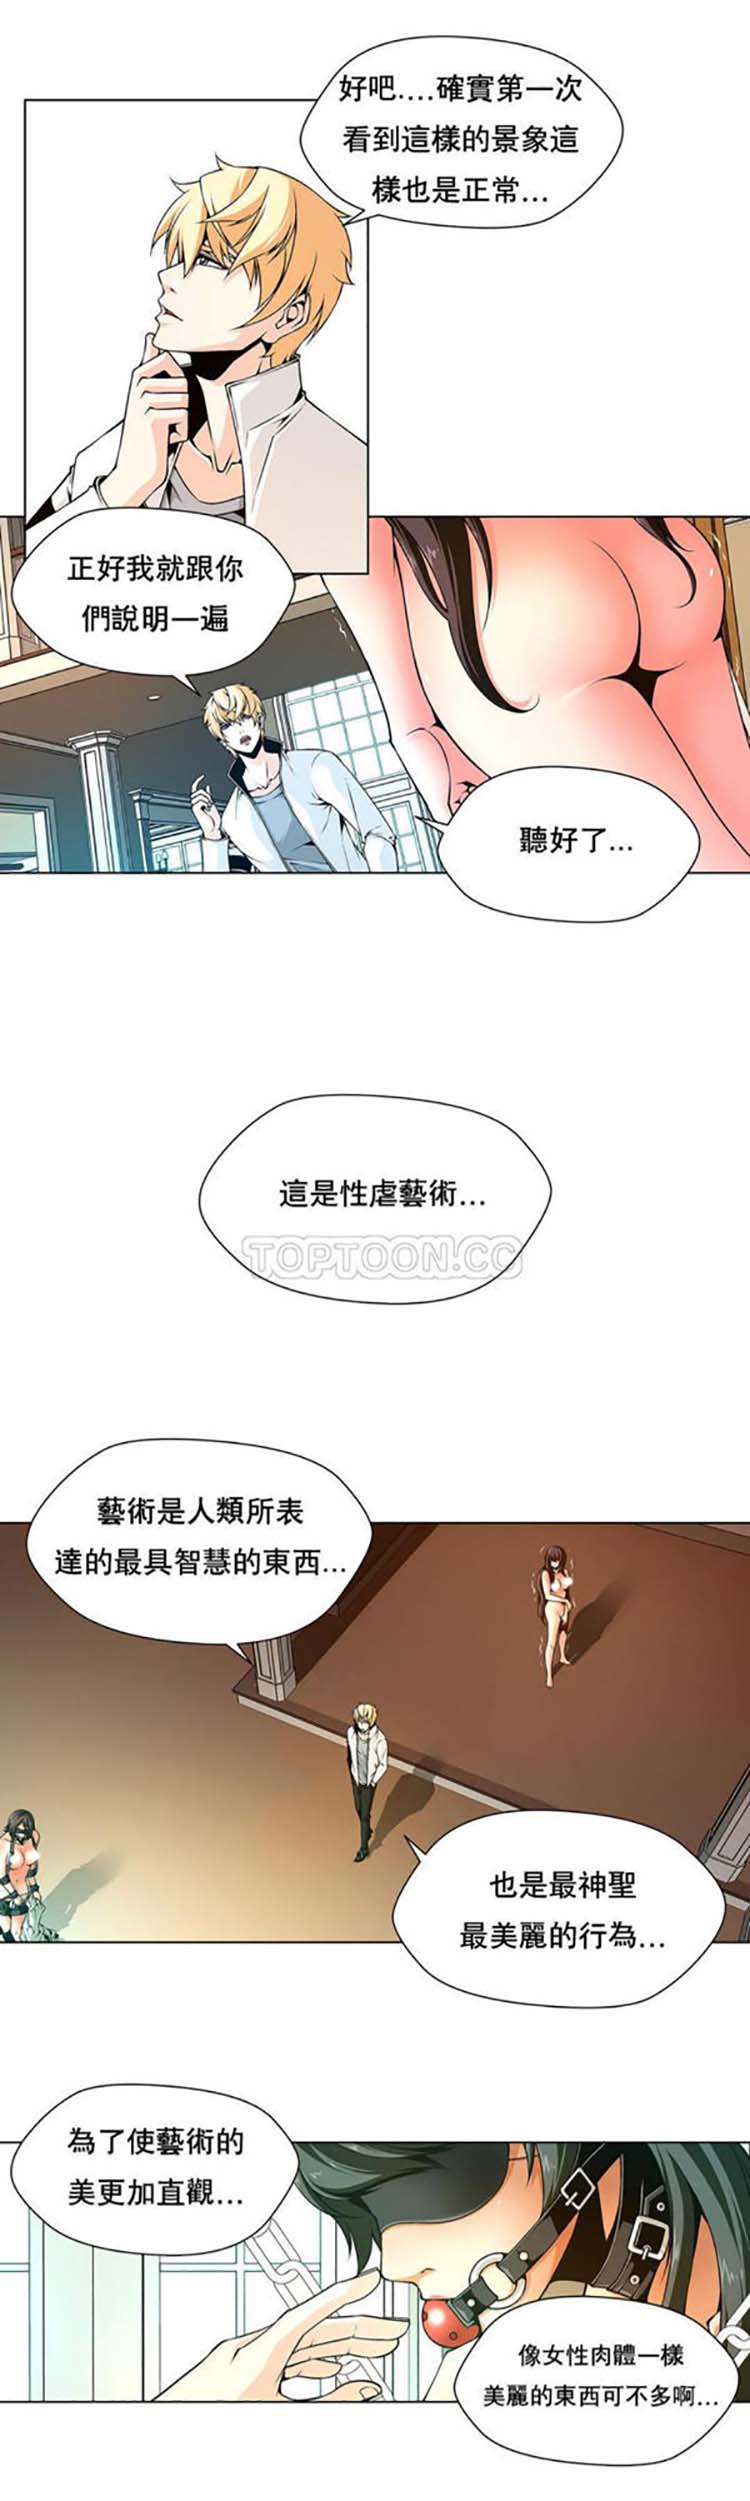 好吧....確實第一次
看到這樣的景象這
樣也是正常...
正好我就跟你
們說明一遍
聽好了...
這是性虐藝術...
TOPTOON.CC
藝術是人類所表
達的最具智慧的東西...
也是最神聖
最美麗的行為...
為了使藝術的
美更加直觀...
像女性肉體一樣
美麗的東西可不多啊...